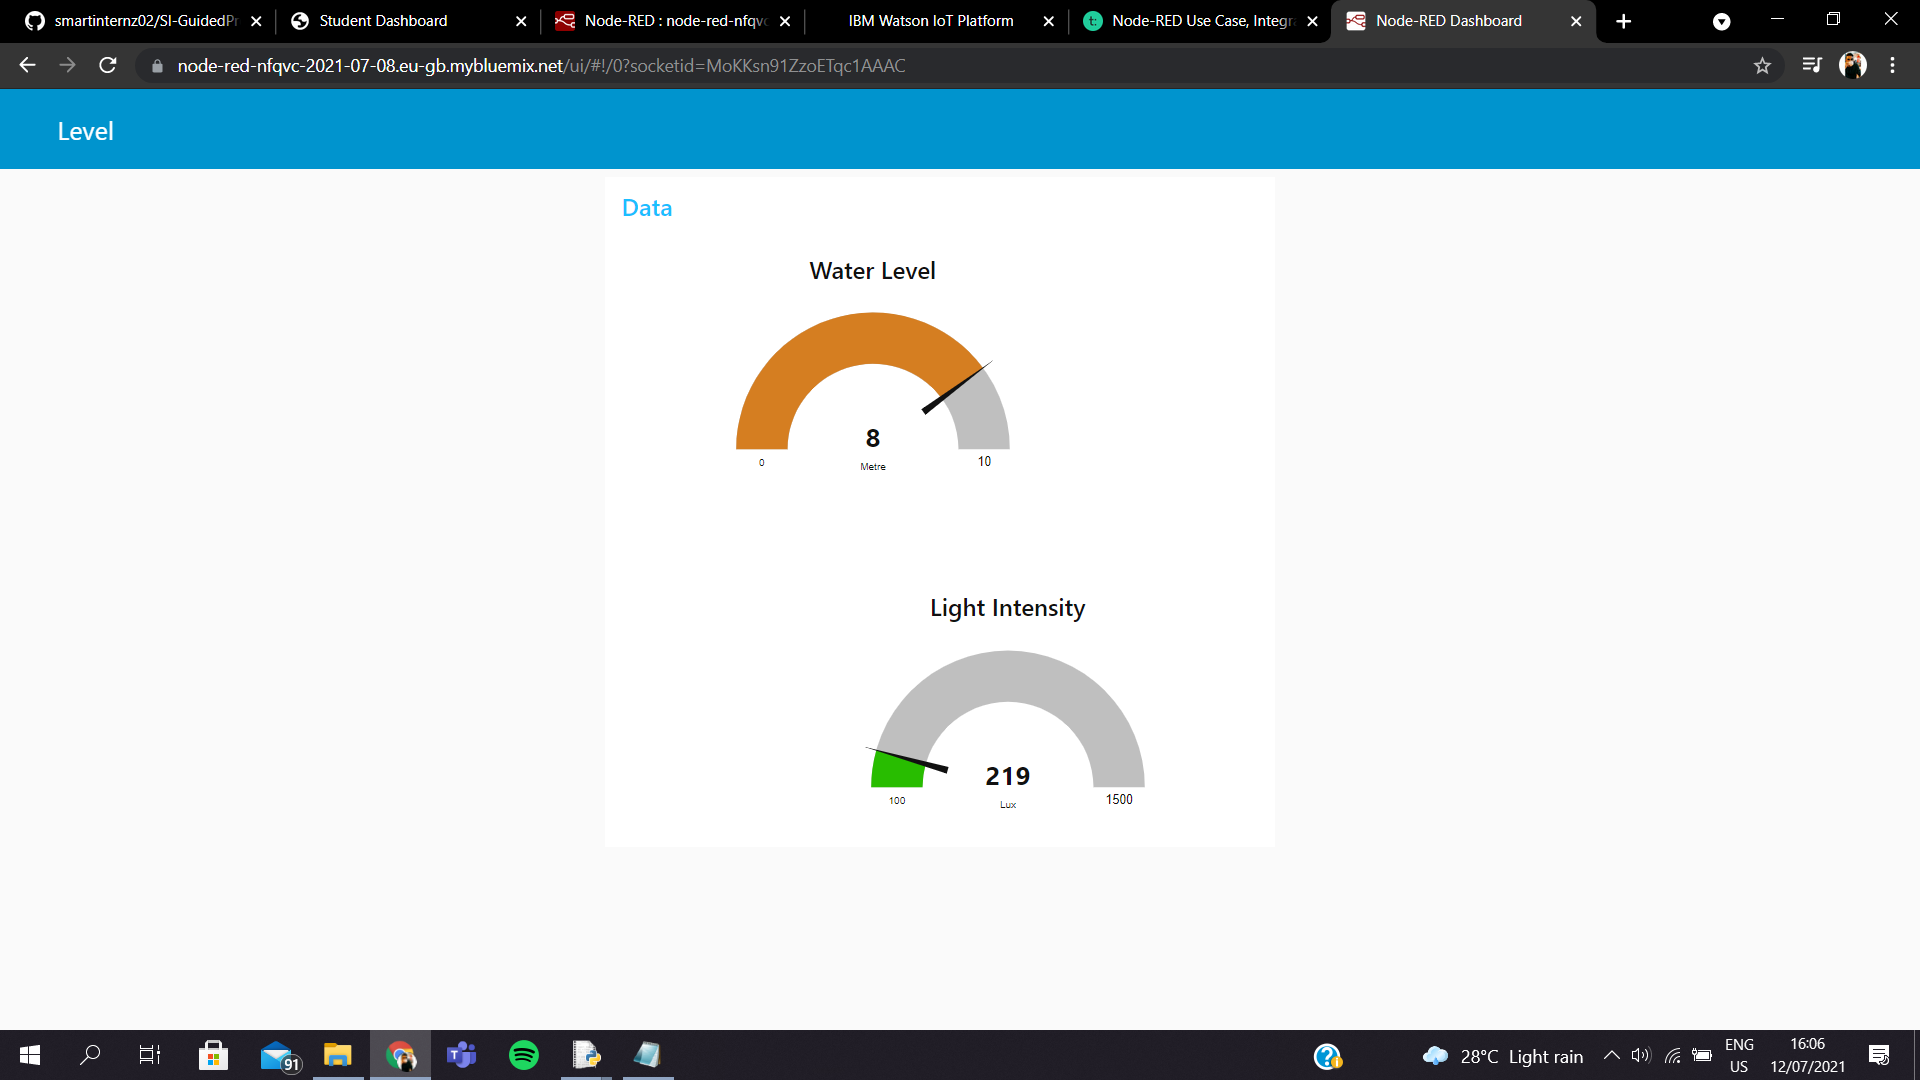 smartinternz02/SI-GuidedPr
Student Dashboard
Node-RED : node-red-nfqvc
IBM Watson IoT Platform
Node-RED Use Case, Integra
Node-RED Dashboard
node-red-nfqvc-2021-07-08.eu-gb.mybluemix.net/ui/#!/0?socketid=MoKKsn91ZzoETqc1AAAC
Level
Data
Water Level
8
0
Metre
10
Light Intensity
219
100
Lux
1500
91
28°C Light rain
ENG
US
16:06
12/07/2021